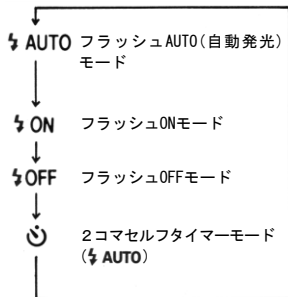 ⚡AUTO フラッシュAUTO(自動発光)
モード
⚡ON フラッシュONモード
⚡OFF フラッシュOFFモード
2コマセルフタイマーモード
(⚡AUTO)